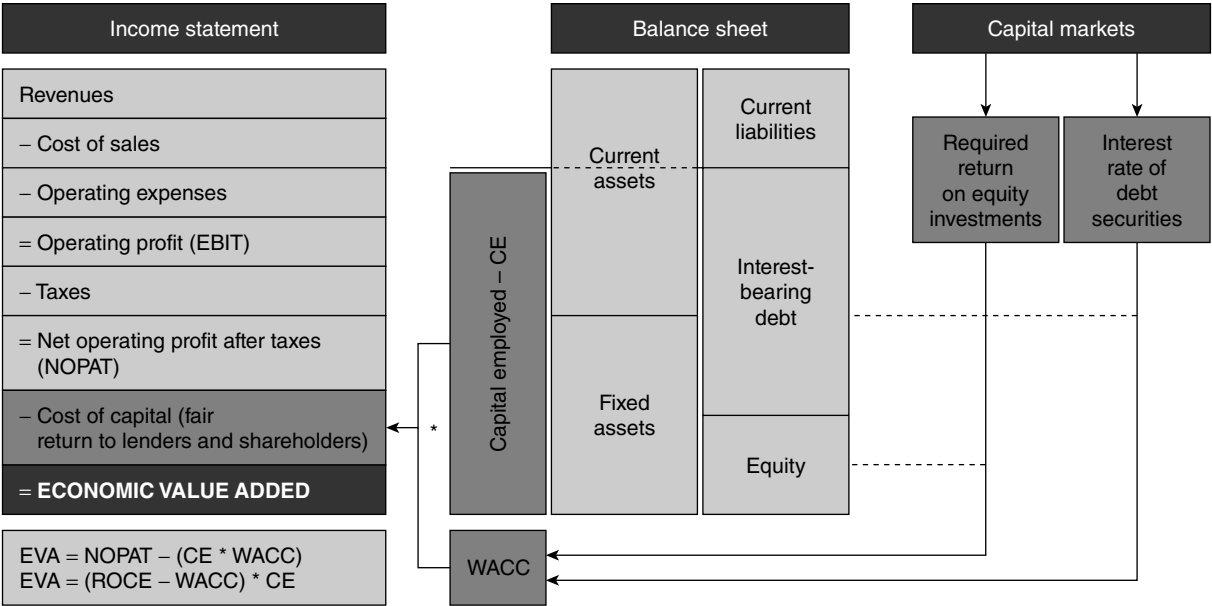 Income statement
Revenues
– Cost of sales
– Operating expenses
= Operating profit (EBIT)
– Taxes
= Net operating profit after taxes
(NOPAT)
– Cost of capital (fair
return to lenders and shareholders)
= ECONOMIC VALUE ADDED
EVA = NOPAT – (CE * WACC)
EVA = (ROCE – WACC) * CE
*
Capital employed – CE
WACC
Balance sheet
Current
assets
Fixed
assets
Current
liabilities
Interest-
bearing
debt
Equity
Capital markets
Required
return
on equity
investments
Interest
rate of
debt
securities